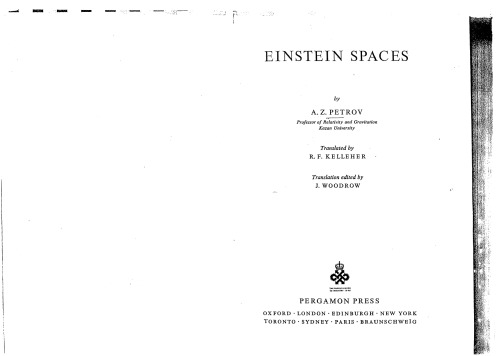 EINSTEIN SPACES
by
A. Z. PETROV
Professor of Relativity and Gravitation
Kazan University
Translated by
R. F. KELLEHER
Translation edited by
J. WOODROW
PERGAMON PRESS
OXFORD · LONDON · EDINBURGH · NEW YORK
TORONTO · SYDNEY · PARIS · BRAUNSCHWEIG